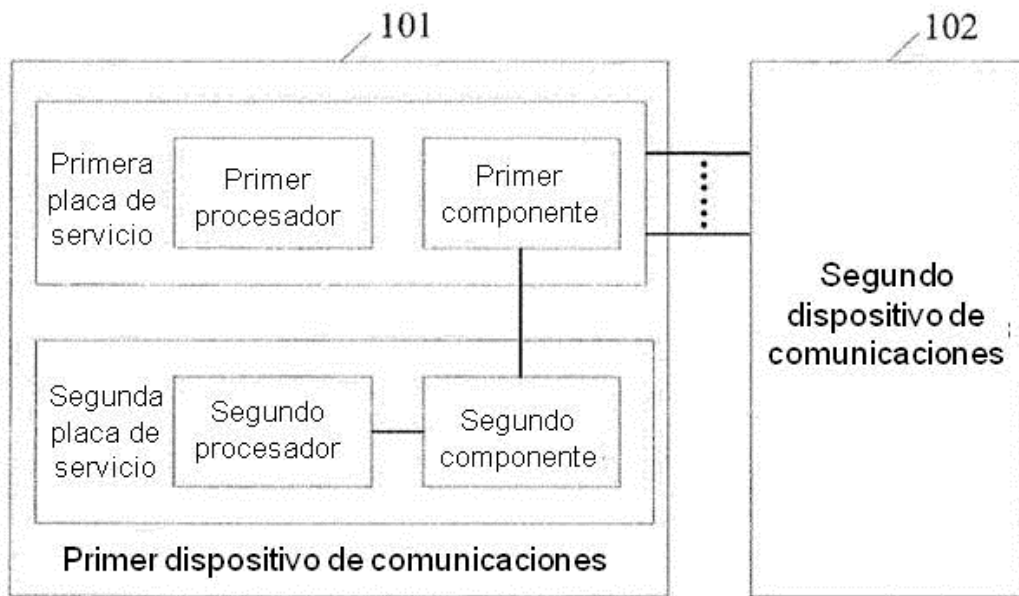 101
102
Primera
placa de
servicio
Primer
procesador
Primer
componente
Segundo
dispositivo de
comunicaciones
Segunda
placa de
servicio
Segundo
procesador
Segundo
componente
Primer dispositivo de comunicaciones